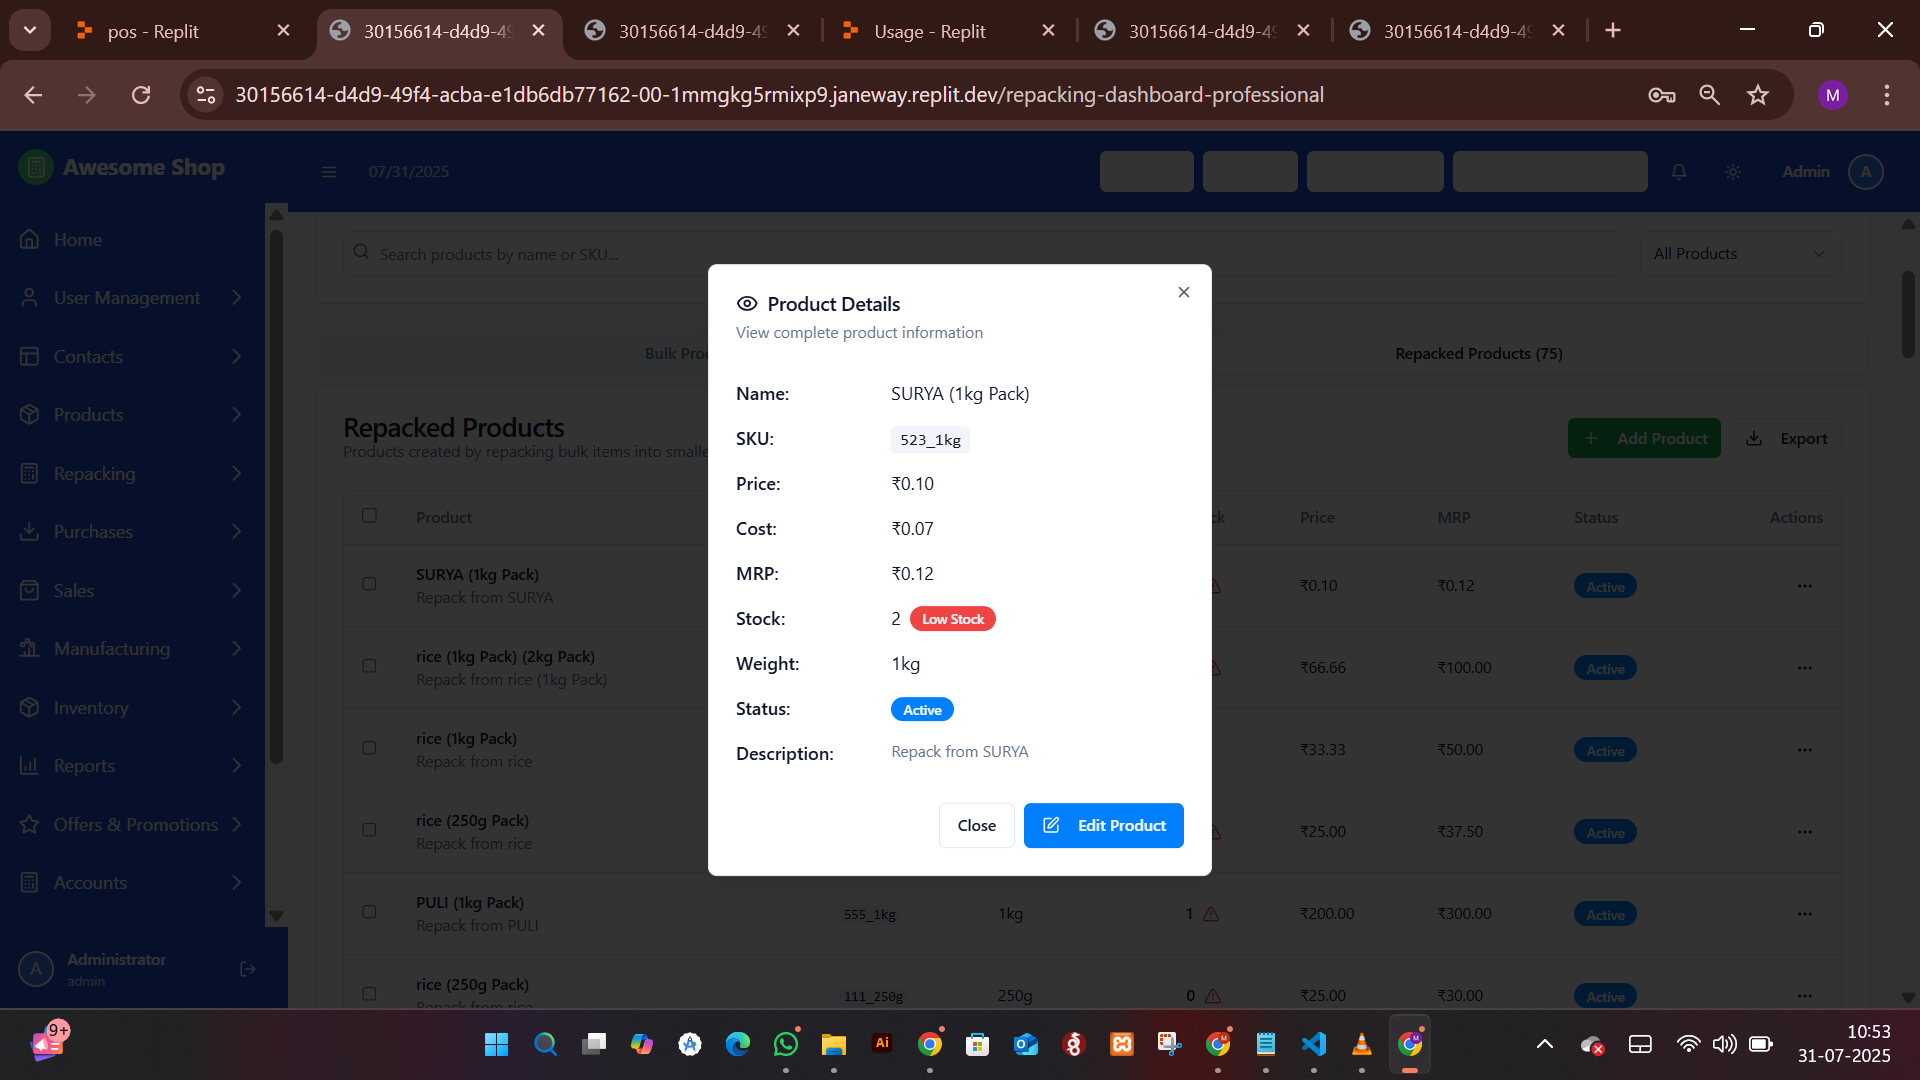 pos - Replit
30156614-d4d9-49
30156614-d4d9-49
Usage - Replit
30156614-d4d9-49
30156614-d4d9-49
30156614-d4d9-49f4-acba-e1db6db77162-00-1mmgkg5rmixp9.janeway.replit.dev/repacking-dashboard-professional
M
Awesome Shop
07/31/2025
Admin
A
Home
User Management
Contacts
Products
Repacking
Purchases
Sales
Manufacturing
Inventory
Reports
Offers & Promotions
Accounts
A
Administrator
admin
Search products by name or SKU...
All Products
Bulk Pro
Repacked Products (75)
Repacked Products
Products created by repacking bulk items into smalle
Add Product
Export
Product
ck
Price
MRP
Status
Actions
SURYA (1kg Pack)
Repack from SURYA
₹0.10
₹0.12
Active
rice (1kg Pack) (2kg Pack)
Repack from rice (1kg Pack)
₹66.66
₹100.00
Active
rice (1kg Pack)
Repack from rice
₹33.33
₹50.00
Active
rice (250g Pack)
Repack from rice
₹25.00
₹37.50
Active
PULI (1kg Pack)
Repack from PULI
555_1kg
1kg
1
₹200.00
₹300.00
Active
rice (250g Pack)
Repack from rice
111_250g
250g
0
₹25.00
₹30.00
Active
Product Details
View complete product information
Name: SURYA (1kg Pack)
SKU: 523_1kg
Price: ₹0.10
Cost: ₹0.07
MRP: ₹0.12
Stock: 2 Low Stock
Weight: 1kg
Status: Active
Description: Repack from SURYA
Close
Edit Product
9+
Ai
10:53
31-07-2025